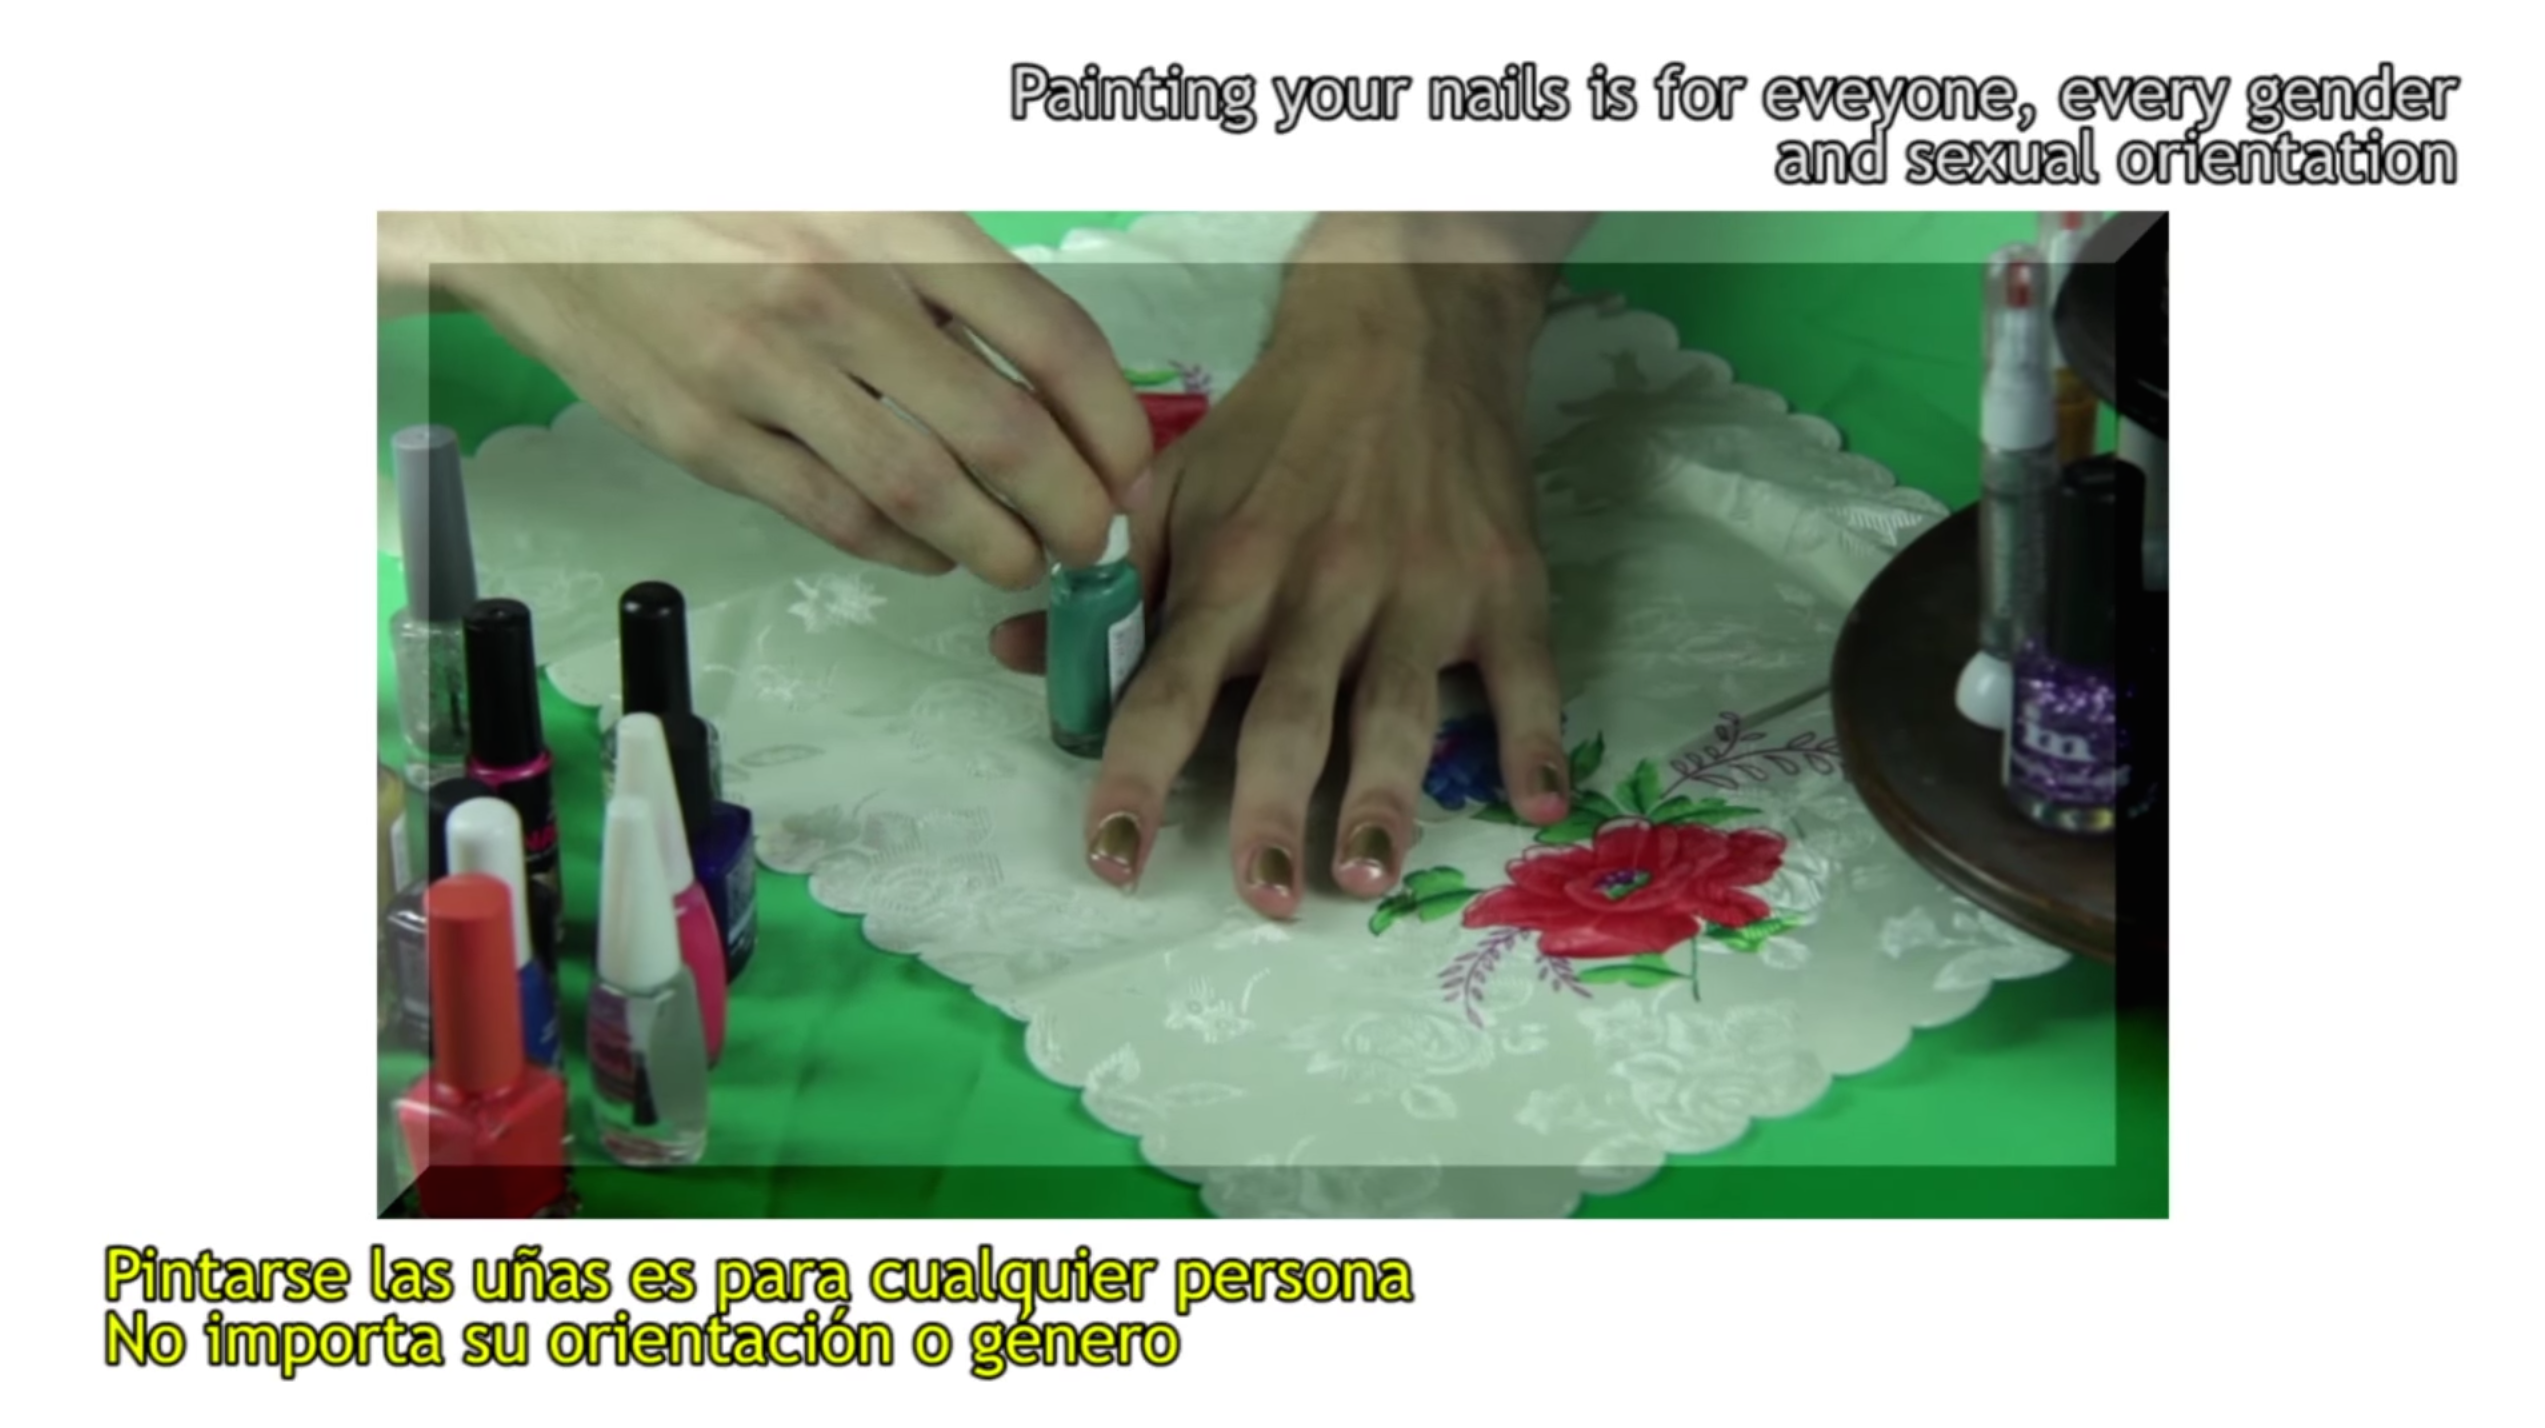 Painting your nails is for eveyone, every gender
and sexual orientation
m
Pintarse las uñas es para cualquier persona
No importa su orientación o género